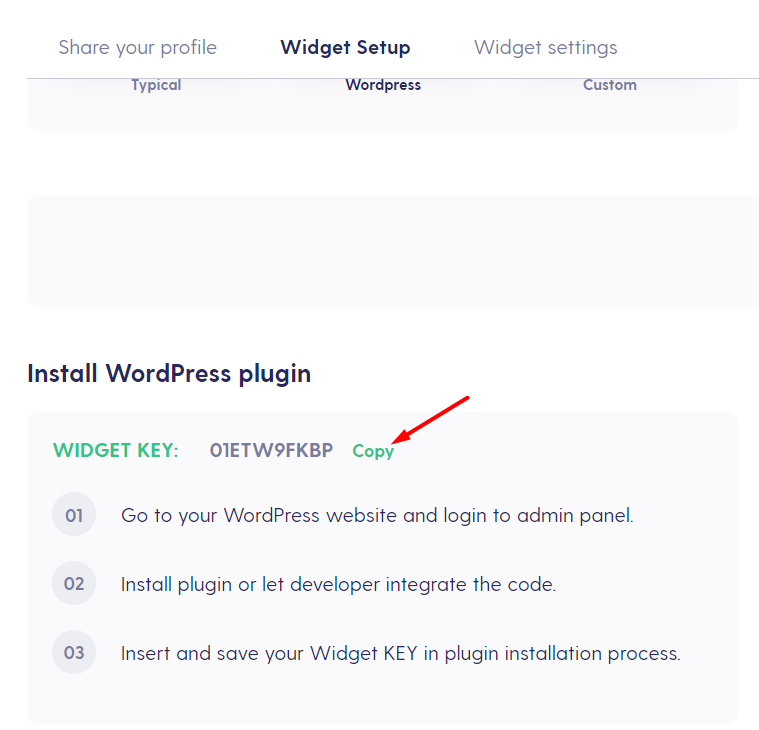 Share your profile Widget Setup Widget settings
Typical Wordpress Custom
Install WordPress plugin
WIDGET KEY: 01ETW9FKBP Copy
01 Go to your WordPress website and login to admin panel.
02 Install plugin or let developer integrate the code.
03 Insert and save your Widget KEY in plugin installation process.